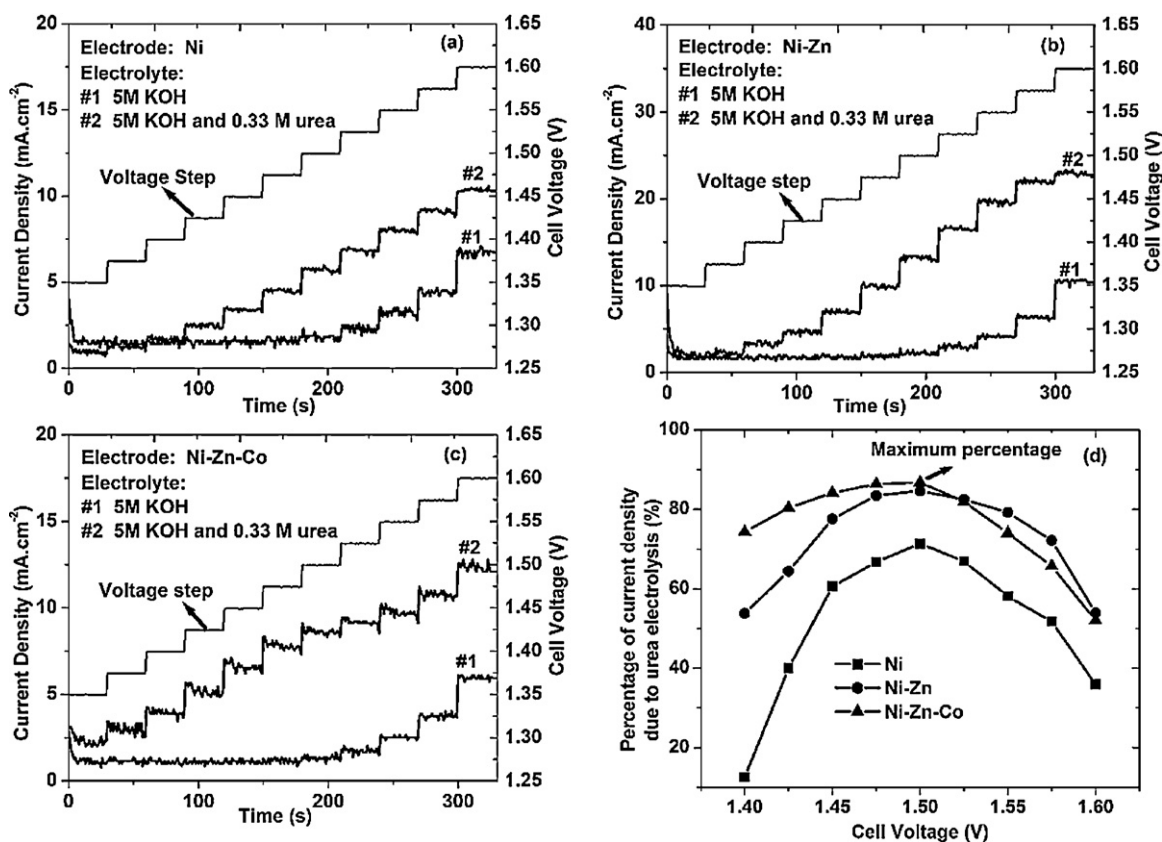 (a)
Electrode: Ni
Electrolyte:
#1 5M KOH
#2 5M KOH and 0.33 M urea
Voltage Step
#2
#1
20
15
10
5
0
Current Density (mA.cm-2)
1.65
1.60
1.55
1.50
1.45
1.40
1.35
1.30
1.25
Cell Voltage (V)
0 100 200 300
Time (s)
(b)
Electrode: Ni-Zn
Electrolyte:
#1 5M KOH
#2 5M KOH and 0.33 M urea
Voltage step
#2
#1
40
30
20
10
0
Current Density (mA.cm-2)
1.65
1.60
1.55
1.50
1.45
1.40
1.35
1.30
1.25
Cell Voltage (V)
0 100 200 300
Time (s)
(c)
Electrode: Ni-Zn-Co
Electrolyte:
#1 5M KOH
#2 5M KOH and 0.33 M urea
Voltage step
#2
#1
20
15
10
5
0
Current Density (mA.cm-2)
1.65
1.60
1.55
1.50
1.45
1.40
1.35
1.30
1.25
Cell Voltage (V)
0 100 200 300
Time (s)
(d)
Maximum percentage
Ni
Ni-Zn
Ni-Zn-Co
100
80
60
40
20
Percentage of current density
due to urea electrolysis (%)
1.40 1.45 1.50 1.55 1.60
Cell Voltage (V)